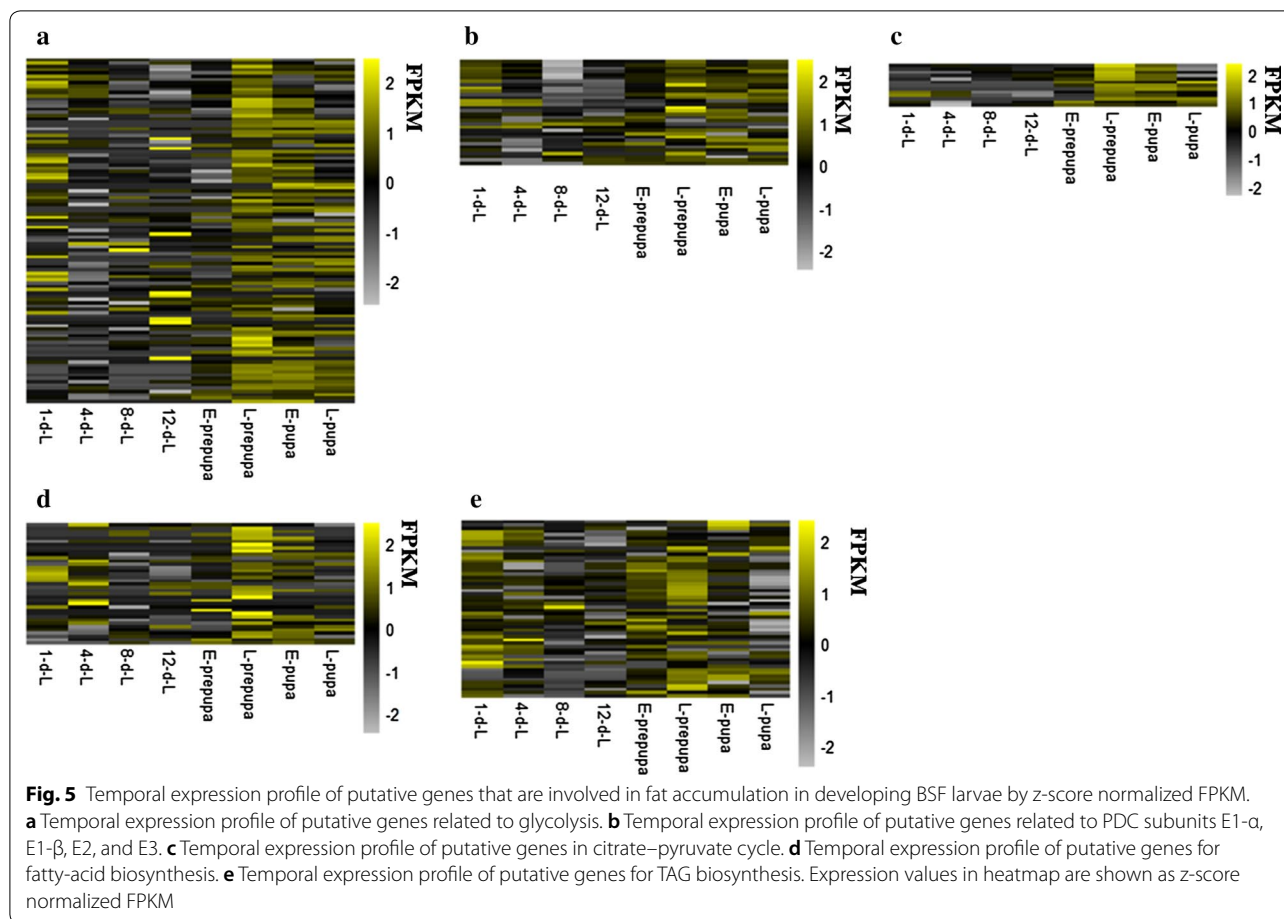 a
2
1
0
-1
-2
FPKM
1-d-L
4-d-L
8-d-L
12-d-L
E-prepupa
L-prepupa
E-pupa
L-pupa
b
2
1
0
-1
-2
FPKM
1-d-L
4-d-L
8-d-L
12-d-L
E-prepupa
L-prepupa
E-pupa
L-pupa
c
2
1
0
-1
-2
FPKM
1-d-L
4-d-L
8-d-L
12-d-L
E-prepupa
L-prepupa
E-pupa
L-pupa
d
2
1
0
-1
-2
FPKM
1-d-L
4-d-L
8-d-L
12-d-L
E-prepupa
L-prepupa
E-pupa
L-pupa
e
2
1
0
-1
-2
FPKM
1-d-L
4-d-L
8-d-L
12-d-L
E-prepupa
L-prepupa
E-pupa
L-pupa
Fig. 5 Temporal expression profile of putative genes that are involved in fat accumulation in developing BSF larvae by z-score normalized FPKM.
a Temporal expression profile of putative genes related to glycolysis. b Temporal expression profile of putative genes related to PDC subunits E1-α,
E1-β, E2, and E3. c Temporal expression profile of putative genes in citrate–pyruvate cycle. d Temporal expression profile of putative genes for
fatty-acid biosynthesis. e Temporal expression profile of putative genes for TAG biosynthesis. Expression values in heatmap are shown as z-score
normalized FPKM